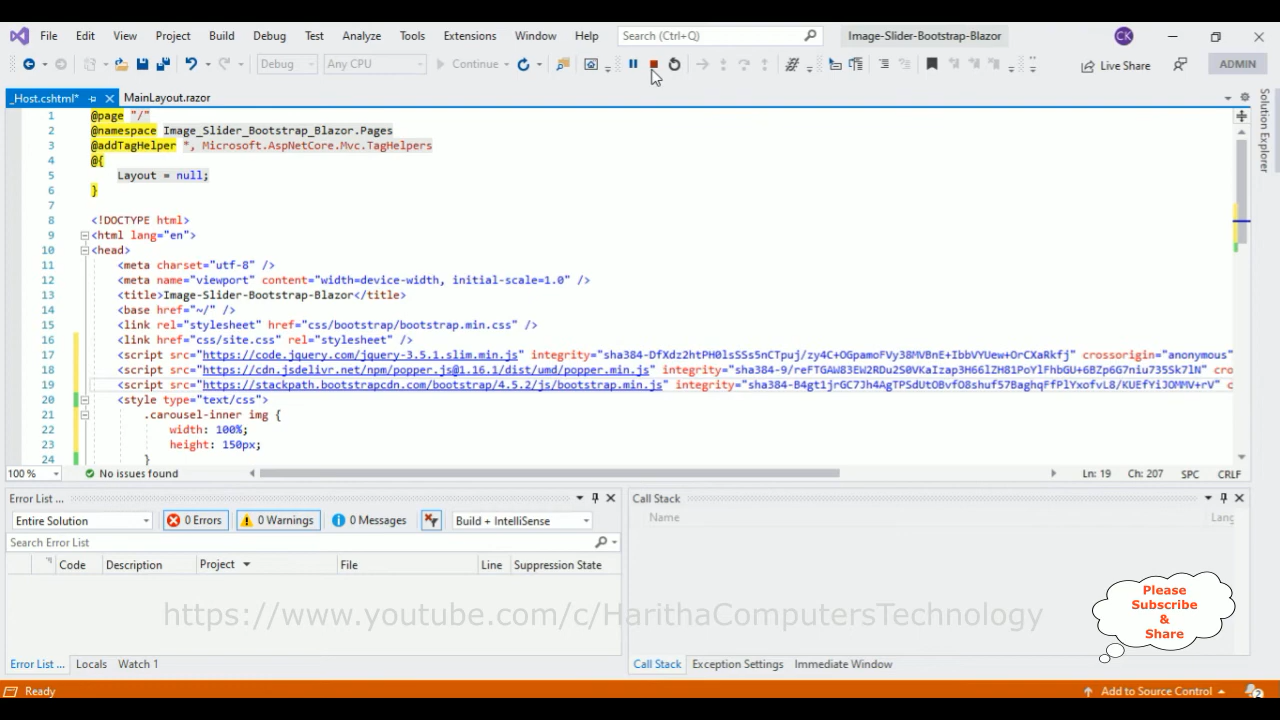 File Edit View Project Build Debug Test Analyze Tools Extensions Window Help Search (Ctrl+Q) Image-Slider-Bootstrap-Blazor CK
Debug Any CPU Continue Live Share ADMIN
_Host.cshtml* MainLayout.razor
Solution Explorer
1 @page "/"
2 @namespace Image_Slider_Bootstrap_Blazor.Pages
3 @addTagHelper *, Microsoft.AspNetCore.Mvc.TagHelpers
4 @{
5 Layout = null;
6 }
7
8 <!DOCTYPE html>
9 <html lang="en">
10 <head>
11 <meta charset="utf-8" />
12 <meta name="viewport" content="width=device-width, initial-scale=1.0" />
13 <title>Image-Slider-Bootstrap-Blazor</title>
14 <base href="~/" />
15 <link rel="stylesheet" href="css/bootstrap/bootstrap.min.css" />
16 <link href="css/site.css" rel="stylesheet" />
17 <script src="https://code.jquery.com/jquery-3.5.1.slim.min.js" integrity="sha384-DfXdz2htPH0lsSSs5nCTpuj/zy4C+OGpamoFVy38MVBnE+IbbVYUew+OrCXaRkfj" crossorigin="anonymous"
18 <script src="https://cdn.jsdelivr.net/npm/popper.js@1.16.1/dist/umd/popper.min.js" integrity="sha384-9/reFTGAW83EW2RDu2S0VKaIzap3H66lZH81PoYlFhbGU+6BZp6G7niu735Sk7lN" cro
19 <script src="https://stackpath.bootstrapcdn.com/bootstrap/4.5.2/js/bootstrap.min.js" integrity="sha384-B4gt1jrGC7Jh4AgTPSdUtOBvfO8shuf57BaghqFfPlYxofvL8/KUEfYiJOMMV+rV" c
20 <style type="text/css">
21 .carousel-inner img {
22 width: 100%;
23 height: 150px;
24 }
100 % No issues found Ln: 19 Ch: 207 SPC CRLF
Error List ... Call Stack
Entire Solution 0 Errors 0 Warnings 0 Messages Build + IntelliSense Name Lang
Search Error List
Code Description Project File Line Suppression State
Please
Subscribe
&
Share
https://www.youtube.com/c/HarithaComputersTechnology
Error List ... Locals Watch 1 Call Stack Exception Settings Immediate Window
Ready Add to Source Control 2